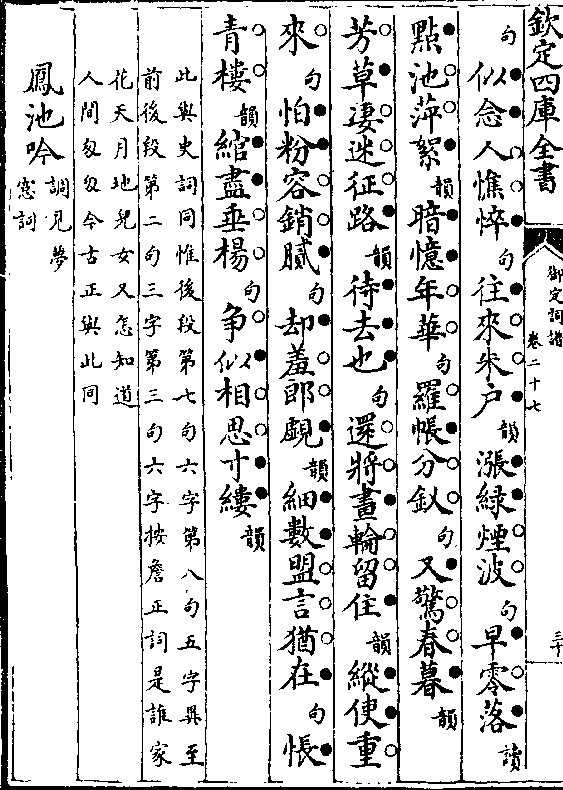 欽定四庫全書
御定詞譜
卷二十七
三十
句似念人憔悴句往來朱户韻漲緑煙波句早零落讀
點池萍絮韻暗憶年華句羅帳分釵句又驚春暮韻
芳草凄迷征路韻待去也句還將畫輪留住韻縱使重
來句怕粉容銷膩句却羞郎覷韻細數盟言猶在句悵
青樓韻綰盡垂楊句争似相思寸縷韻
此與史詞同惟後段第七句六字第八句五字異至
前後段第二句三字第三句六字按詹正詞是誰家
花天月地兒女又怎知道
人間匆匆今古正與此同
鳳池吟調見夢
窓詞